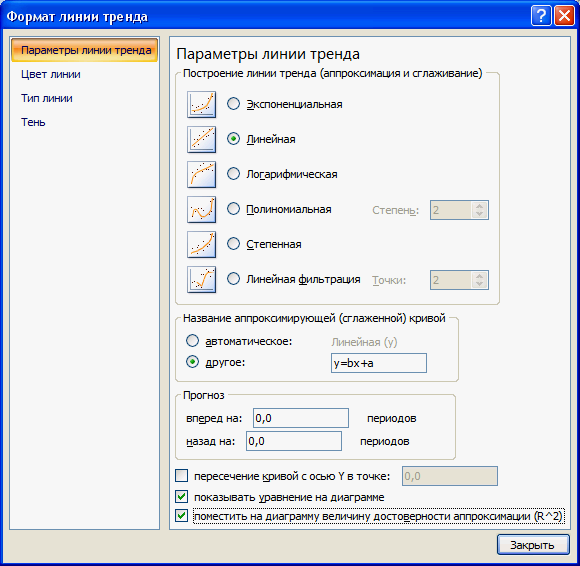 Формат линии тренда
Параметры линии тренда
Цвет линии
Тип линии
Тень
Параметры линии тренда
Построение линии тренда (аппроксимация и сглаживание)
Экспоненциальная
Линейная
Логарифмическая
Полиномиальная Степень: 2
Степенная
Линейная фильтрация Точки: 2
Название аппроксимирующей (сглаженной) кривой
автоматическое: Линейная (y)
другое: y=bx+a
Прогноз
вперед на: 0,0 периодов
назад на: 0,0 периодов
пересечение кривой с осью Y в точке: 0,0
показывать уравнение на диаграмме
поместить на диаграмму величину достоверности аппроксимации (R^2)
Закрыть